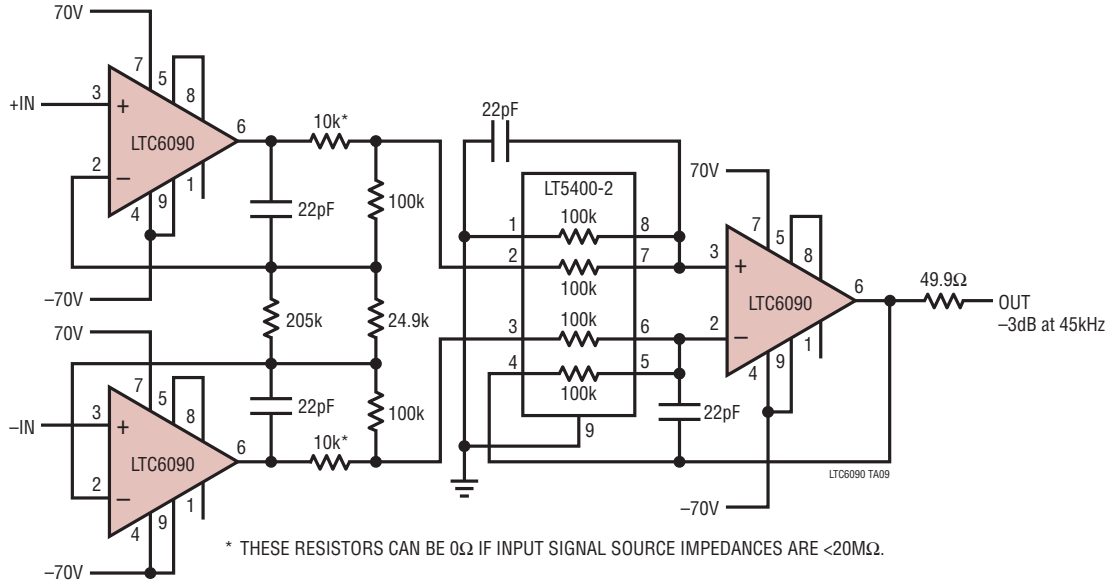 70V
7
5
8
+IN
3
+
LTC6090
6
2
–
1
4
9
–70V
10k*
22pF
100k
205k
24.9k
70V
7
5
8
–IN
3
+
LTC6090
6
2
–
1
4
9
–70V
22pF
100k
10k*
22pF
LT5400-2
1
100k
8
2
100k
7
3
100k
6
4
100k
5
9
22pF
70V
7
5
8
3
+
LTC6090
6
2
–
1
4
9
–70V
49.9Ω
OUT
–3dB at 45kHz
LTC6090 TA09
* THESE RESISTORS CAN BE 0Ω IF INPUT SIGNAL SOURCE IMPEDANCES ARE <20MΩ.